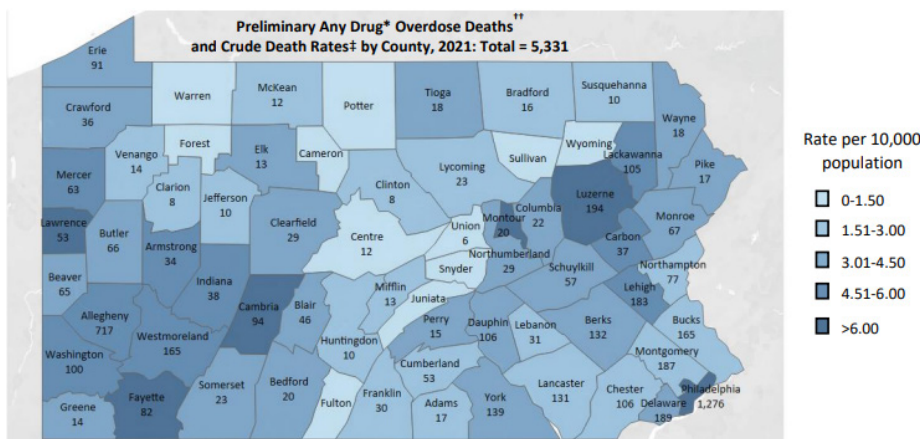 Preliminary Any Drug* Overdose Deaths††
and Crude Death Rates‡ by County, 2021: Total = 5,331
Erie
91
Crawford
36
Warren
McKean
12
Potter
Tioga
18
Bradford
16
Susquehanna
10
Wayne
18
Forest
Venango
14
Elk
13
Cameron
Sullivan
Wyoming
Lackawanna
105
Pike
17
Mercer
63
Clarion
8
Jefferson
10
Clinton
8
Lycoming
23
Luzerne
194
Monroe
67
Lawrence
53
Butler
66
Armstrong
34
Clearfield
29
Centre
12
Union
6
Montour
20
Columbia
22
Carbon
37
Northumberland
29
Snyder
Schuylkill
57
Northampton
77
Beaver
65
Indiana
38
Cambria
94
Blair
46
Mifflin
13
Juniata
Lehigh
183
Allegheny
717
Westmoreland
165
Huntingdon
10
Perry
15
Dauphin
106
Lebanon
31
Berks
132
Bucks
165
Montgomery
187
Washington
100
Cumberland
53
Greene
14
Fayette
82
Somerset
23
Bedford
20
Fulton
Franklin
30
Adams
17
York
139
Lancaster
131
Chester
106
Delaware
189
Philadelphia
1,276
Rate per 10,000
population
0-1.50
1.51-3.00
3.01-4.50
4.51-6.00
>6.00